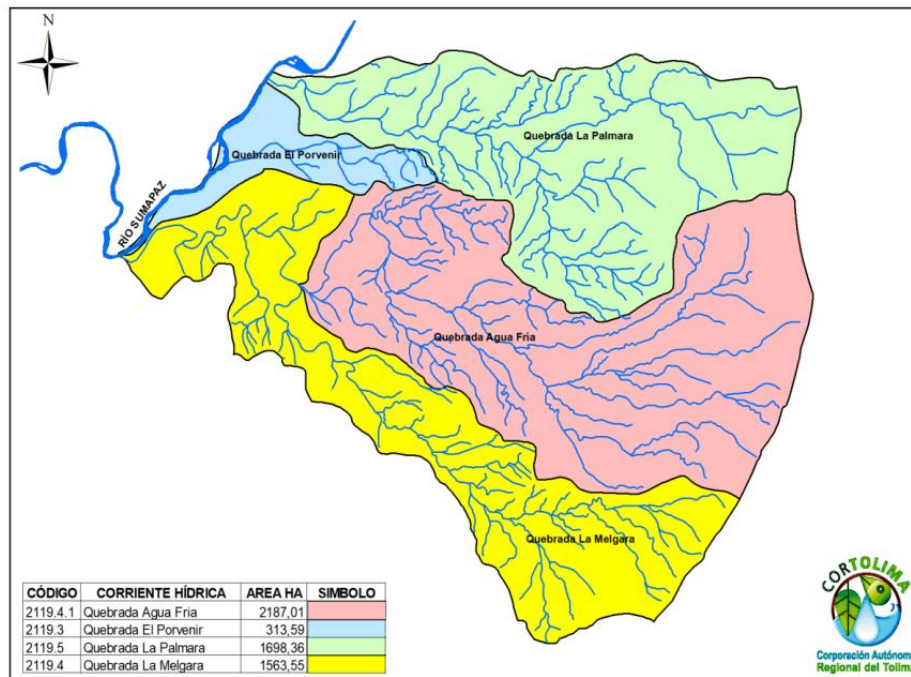 N
Quebrada La Palmara
Quebrada El Porvenir
RÍO SUMAPAZ
Quebrada Agua Fria
Quebrada La Melgara
CÓDIGO CORRIENTE HÍDRICA AREA HA SIMBOLO
2119.4.1 Quebrada Agua Fria 2187,01
2119.3 Quebrada El Porvenir 313,59
2119.5 Quebrada La Palmara 1698,36
2119.4 Quebrada La Melgara 1563,55
CORTOLIMA
Corporación Autónom
Regional del Tolim